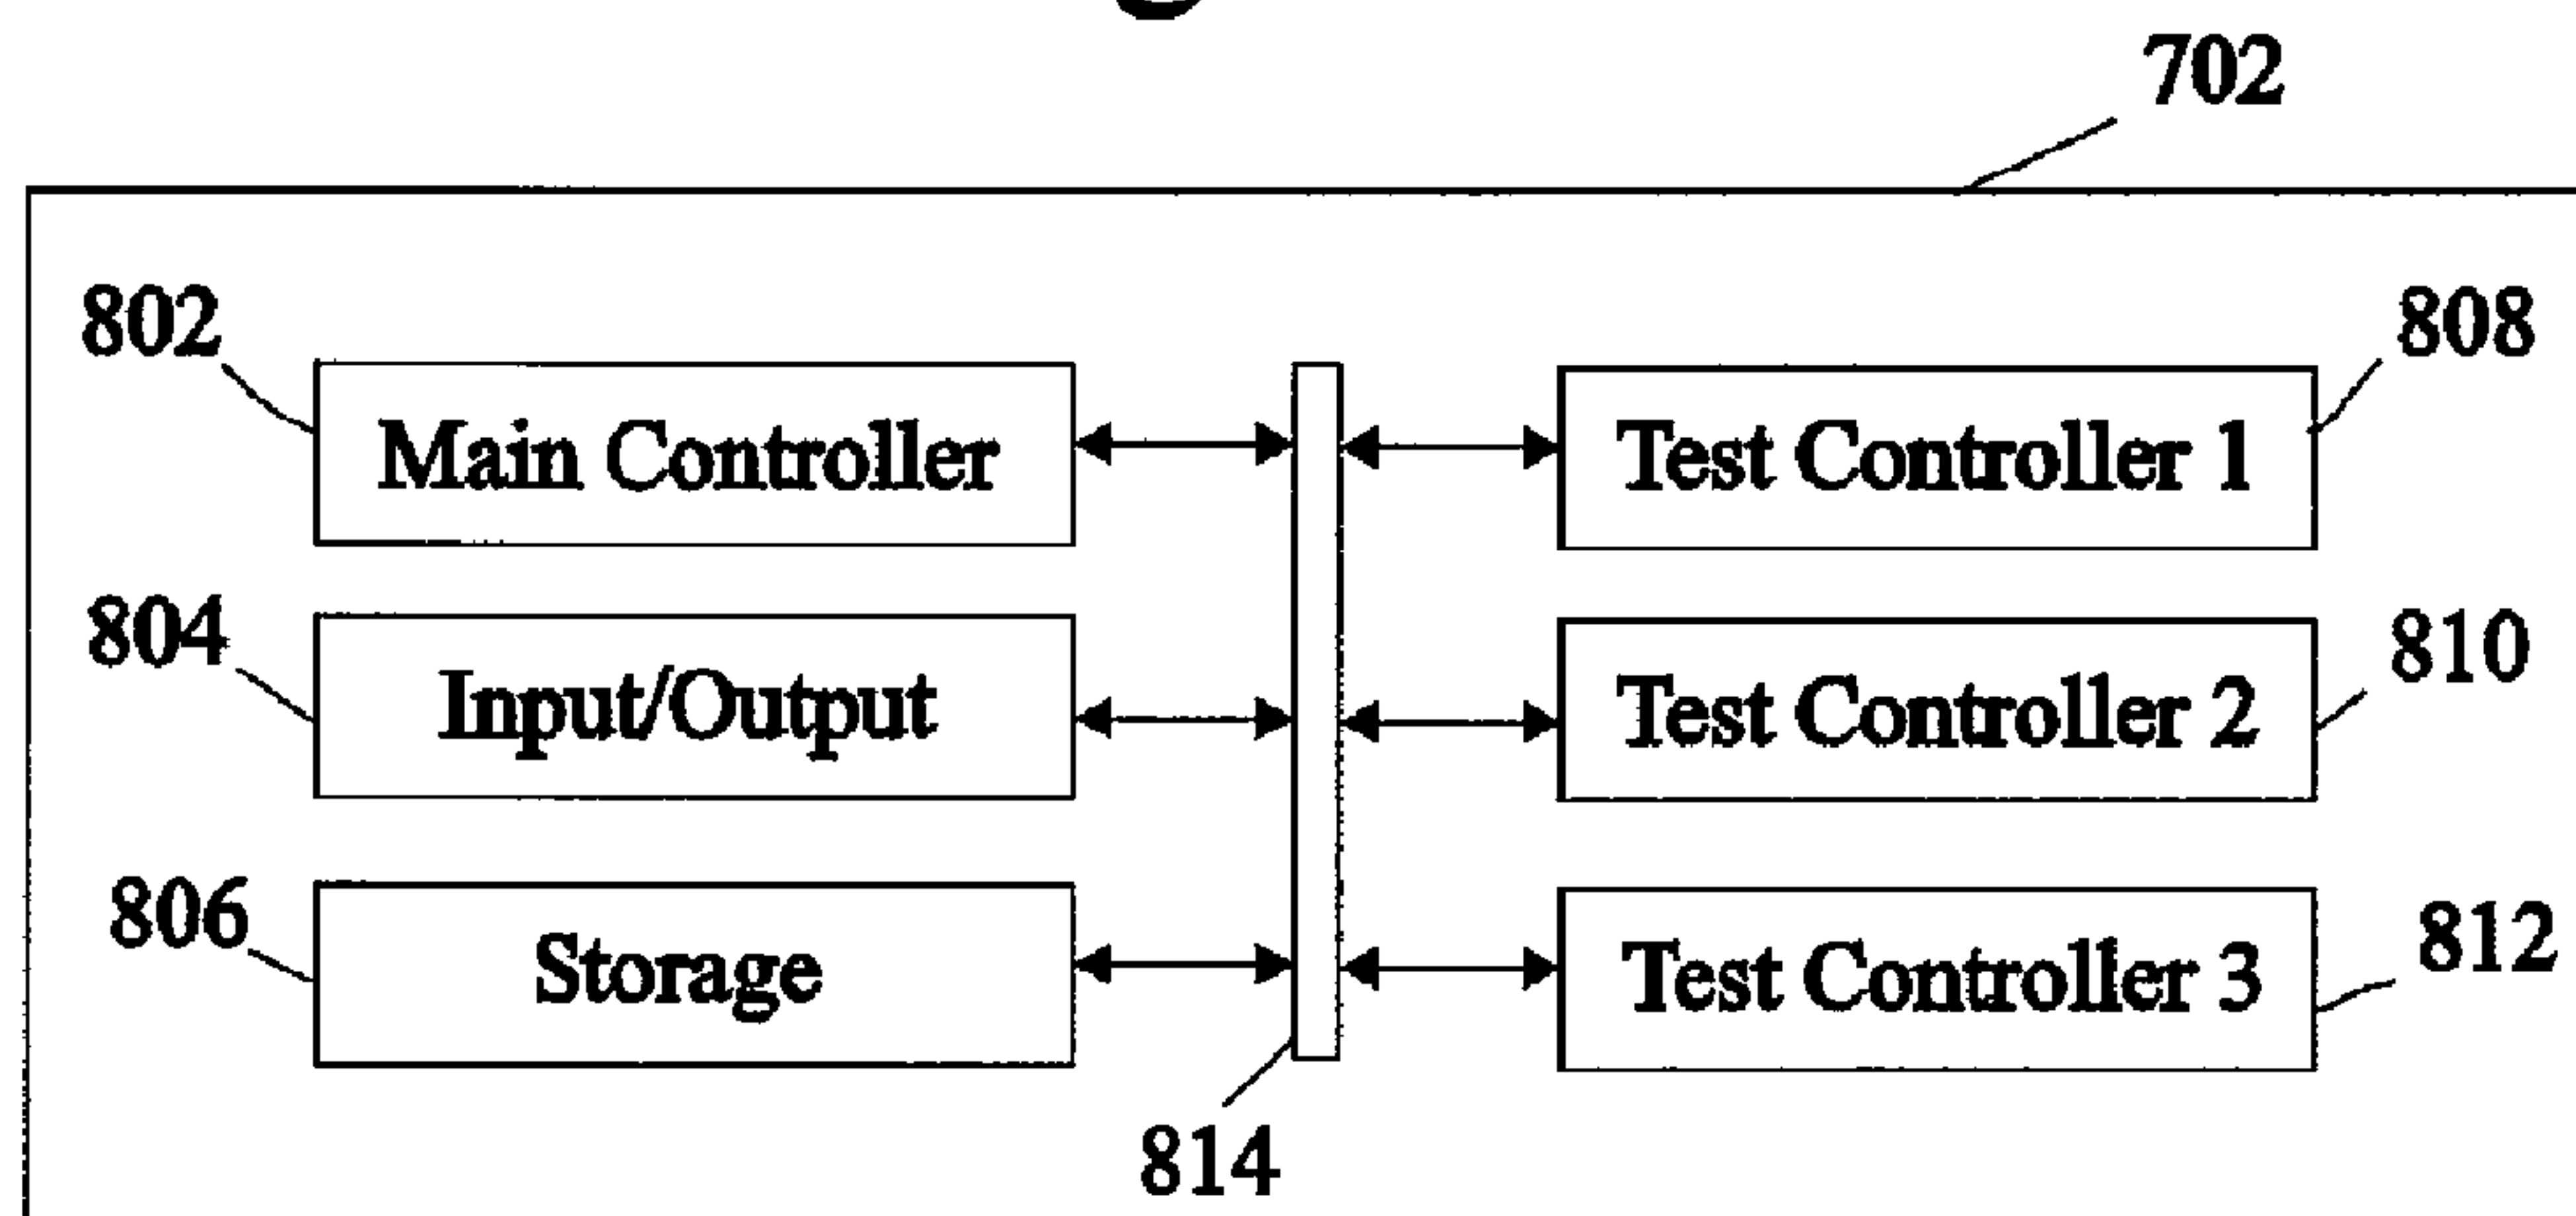 702
802
808
Main Controller
Test Controller 1
804
810
Input/Output
Test Controller 2
806
812
Storage
Test Controller 3
814